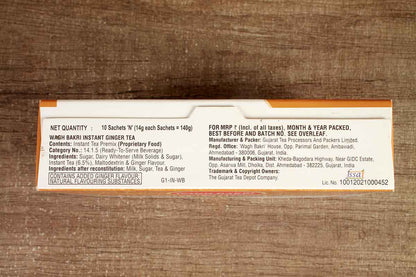 NET QUANTITY : 10 Sachets 'N' (14g each Sachets = 140g)
WAGH BAKRI INSTANT GINGER TEA
Contents: Instant Tea Premix (Proprietary Food)
Category No.: 14.1.5 (Ready-To-Serve Beverage)
Ingredients: Sugar, Dairy Whitener (Milk Solids & Sugar),
Instant Tea (6.5%), Maltodextrin & Ginger Flavour.
Ingredients after reconstitution: Milk, Sugar, Tea & Ginger
CONTAINS ADDED GINGER FLAVOUR
NATURAL FLAVOURING SUBSTANCES
G1-IN-WB
FOR MRP ₹ (Incl. of all taxes), MONTH & YEAR PACKED,
BEST BEFORE AND BATCH NO. SEE OVERLEAF.
Manufacturer & Packer: Gujarat Tea Processors And Packers Limited.
Regd. Office: 'Wagh Bakri' House, Opp. Parimal Garden, Ambawadi,
Ahmedabad - 380006, Gujarat, India.
Manufacturing & Packing Unit: Kheda-Bagodara Highway, Near GIDC Estate,
Opp. Asarwa Mill, Dholka, Dist. Ahmedabad - 382225, Gujarat, India.
Trademark & Copyright Owners:
The Gujarat Tea Depot Company.
fssai
Lic. No. 10012021000452